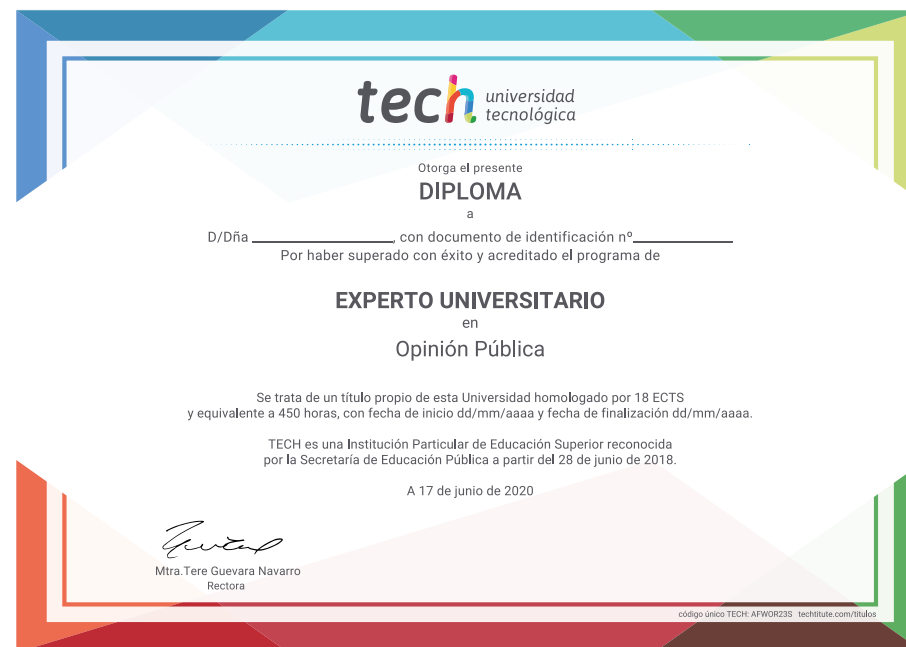 tech universidad
tecnológica
Otorga el presente
DIPLOMA
a
D/Dña ____________________, con documento de identificación nº______________
Por haber superado con éxito y acreditado el programa de
EXPERTO UNIVERSITARIO
en
Opinión Pública
Se trata de un título propio de esta Universidad homologado por 18 ECTS
y equivalente a 450 horas, con fecha de inicio dd/mm/aaaa y fecha de finalización dd/mm/aaaa.
TECH es una Institución Particular de Educación Superior reconocida
por la Secretaría de Educación Pública a partir del 28 de junio de 2018.
A 17 de junio de 2020
Mtra.Tere Guevara Navarro
Rectora
código único TECH: AFWOR23S techtitute.com/titulos